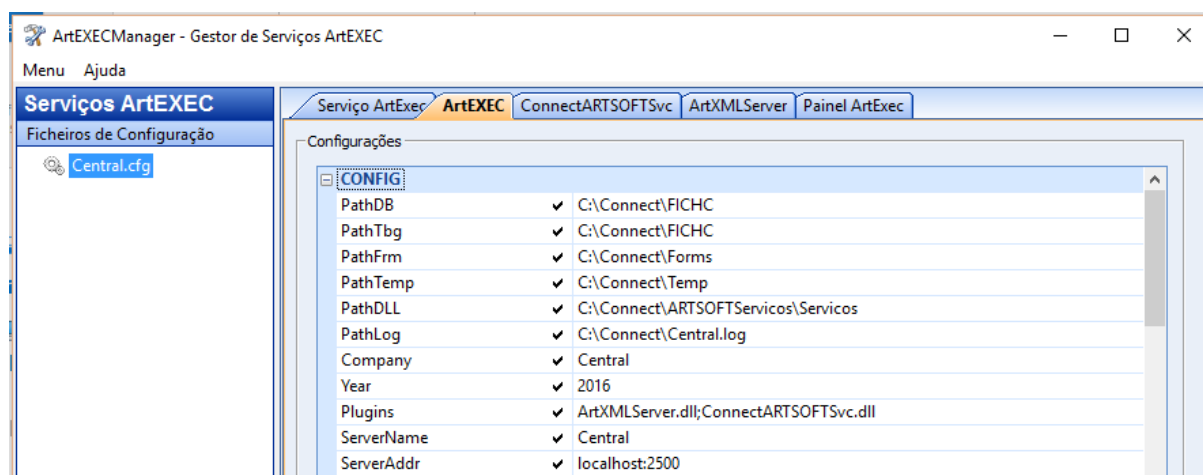 ArtEXECManager - Gestor de Serviços ArtEXEC
Menu Ajuda
Serviços ArtEXEC
Ficheiros de Configuração
Central.cfg
Serviço ArtExec ArtEXEC ConnectARTSOFTSvc ArtXMLServer Painel ArtExec
Configurações
CONFIG
PathDB C:\Connect\FICHC
PathTbg C:\Connect\FICHC
PathFrm C:\Connect\Forms
PathTemp C:\Connect\Temp
PathDLL C:\Connect\ARTSOFTServicos\Servicos
PathLog C:\Connect\Central.log
Company Central
Year 2016
Plugins ArtXMLServer.dll;ConnectARTSOFTSvc.dll
ServerName Central
ServerAddr localhost:2500